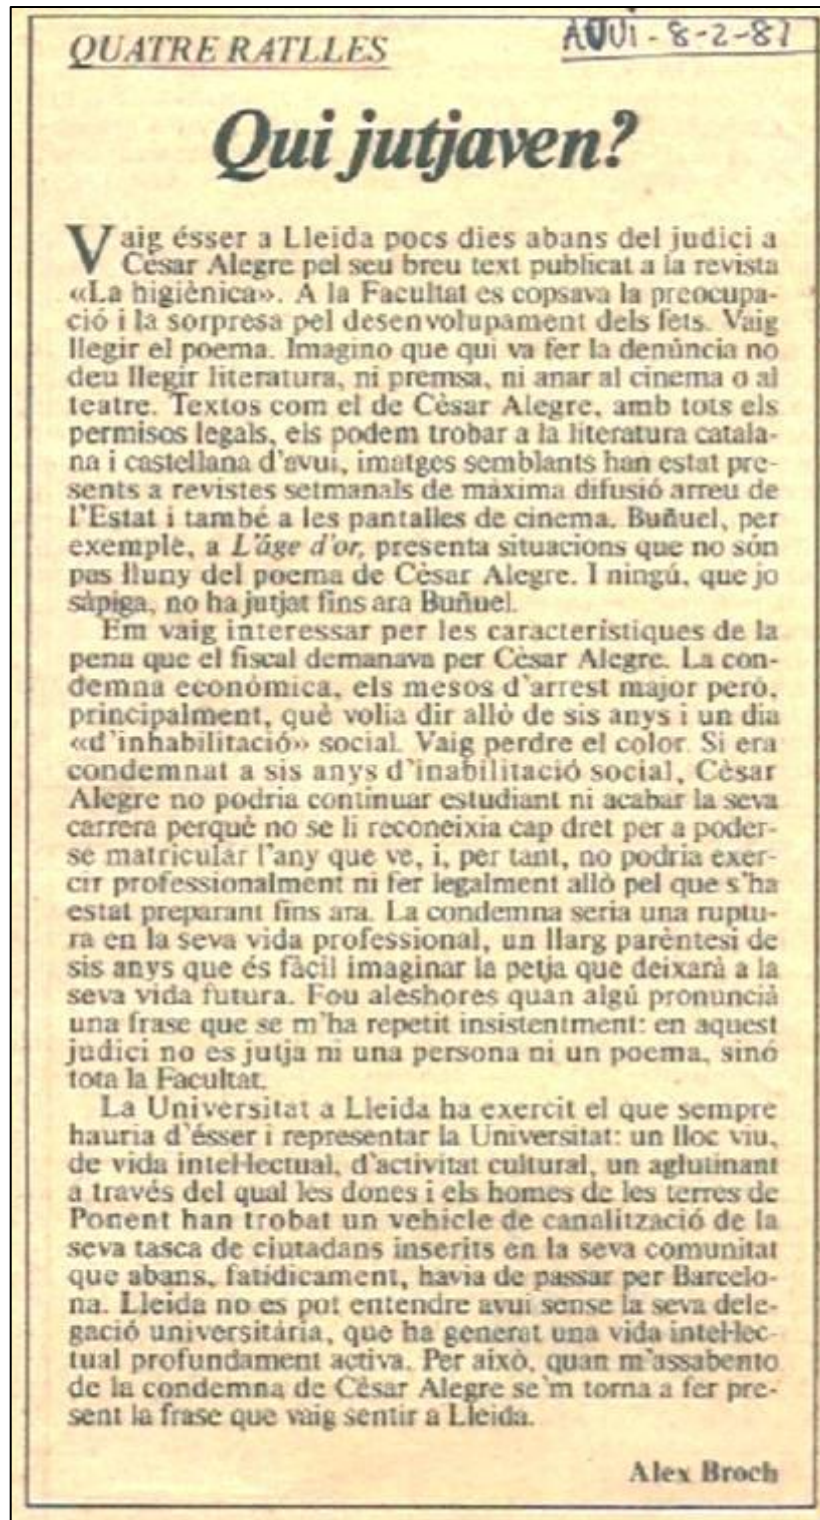 QUATRE RATLLES
AQUI - 8-2-87
Qui jutjaven?
Vaig ésser a Lleida pocs dies abans del judici a
Cèsar Alegre pel seu breu text publicat a la revista
«La higiènica». A la Facultat es copsava la preocupa-
ció i la sorpresa pel desenvolupament dels fets. Vaig
llegir el poema. Imagino que qui va fer la denúncia no
deu llegir literatura, ni premsa, ni anar al cinema o al
teatre. Textos com el de Cèsar Alegre, amb tots els
permisos legals, els podem trobar a la literatura catala-
na i castellana d'avui, imatges semblants han estat pre-
sents a revistes setmanals de màxima difusió arreu de
l'Estat i també a les pantalles de cinema. Buñuel, per
exemple, a L'âge d'or, presenta situacions que no són
pas lluny del poema de Cèsar Alegre. I ningú, que jo
sàpiga, no ha jutjat fins ara Buñuel.
Em vaig interessar per les característiques de la
pena que el fiscal demanava per Cèsar Alegre. La con-
demna econòmica, els mesos d'arrest major però,
principalment, què volia dir allò de sis anys i un dia
«d'inhabilitació» social. Vaig perdre el color. Si era
condemnat a sis anys d'inabilitació social, Cèsar
Alegre no podria continuar estudiant ni acabar la seva
carrera perquè no se li reconeixia cap dret per a poder-
se matricular l'any que ve, i, per tant, no podria exer-
cir professionalment ni fer legalment allò pel que s'ha
estat preparant fins ara. La condemna seria una ruptu-
ra en la seva vida professional, un llarg parèntesi de
sis anys que és fàcil imaginar la petja que deixarà a la
seva vida futura. Fou aleshores quan algú pronuncià
una frase que se m'ha repetit insistentment: en aquest
judici no es jutja ni una persona ni un poema, sinó
tota la Facultat.
La Universitat a Lleida ha exercit el que sempre
hauria d'ésser i representar la Universitat: un lloc viu,
de vida intel·lectual, d'activitat cultural, un aglutinant
a través del qual les dones i els homes de les terres de
Ponent han trobat un vehicle de canalització de la
seva tasca de ciutadans inserits en la seva comunitat
que abans, fatídicament, havia de passar per Barcelo-
na. Lleida no es pot entendre avui sense la seva dele-
gació universitària, que ha generat una vida intel·lec-
tual profundament activa. Per això, quan m'assabento
de la condemna de Cèsar Alegre se'm torna a fer pre-
sent la frase que vaig sentir a Lleida.
Alex Broch